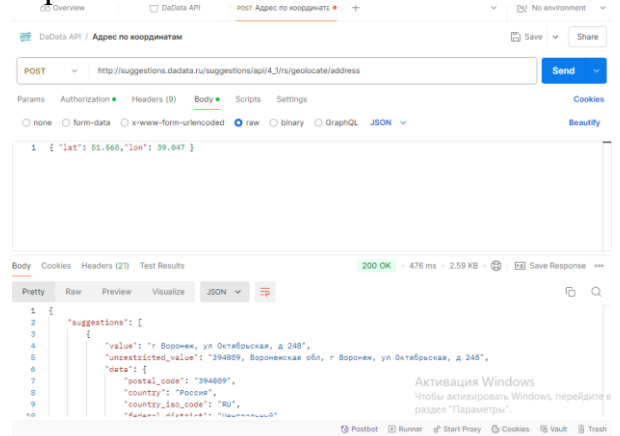 Overview
DaData API
POST Адрес по координата
No environment
DaData API / Адрес по координатам
Save
Share
POST
http://suggestions.dadata.ru/suggestions/api/4_1/rs/geolocate/address
Send
Params Authorization Headers (9) Body Scripts Settings Cookies
none form-data x-www-form-urlencoded raw binary GraphQL JSON Beautify
1 { "lat": 51.560,"lon": 39.047 }
Body Cookies Headers (21) Test Results 200 OK 476 ms 2.59 KB Save Response
Pretty Raw Preview Visualize JSON
1 {
2 "suggestions": [
3 {
4 "value": "г Воронеж, ул Октябрьская, д 248",
5 "unrestricted_value": "394089, Воронежская обл, г Воронеж, ул Октябрьская, д 248",
6 "data": {
7 "postal_code": "394089",
8 "country": "Россия",
9 "country_iso_code": "RU",
10 "federal_district": "Центральный"
Активация Windows
Чтобы активировать Windows, перейдите в
раздел "Параметры".
Postbot Runner Start Proxy Cookies Vault Trash